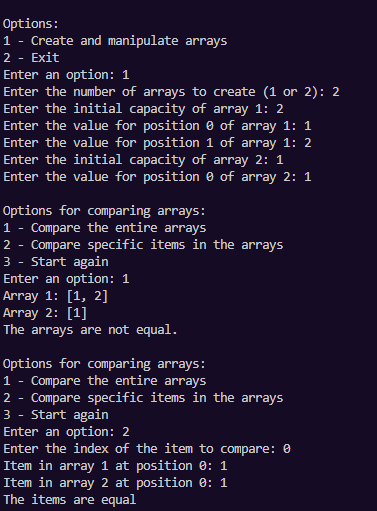 Options:
1 - Create and manipulate arrays
2 - Exit
Enter an option: 1
Enter the number of arrays to create (1 or 2): 2
Enter the initial capacity of array 1: 2
Enter the value for position 0 of array 1: 1
Enter the value for position 1 of array 1: 2
Enter the initial capacity of array 2: 1
Enter the value for position 0 of array 2: 1
Options for comparing arrays:
1 - Compare the entire arrays
2 - Compare specific items in the arrays
3 - Start again
Enter an option: 1
Array 1: [1, 2]
Array 2: [1]
The arrays are not equal.
Options for comparing arrays:
1 - Compare the entire arrays
2 - Compare specific items in the arrays
3 - Start again
Enter an option: 2
Enter the index of the item to compare: 0
Item in array 1 at position 0: 1
Item in array 2 at position 0: 1
The items are equal